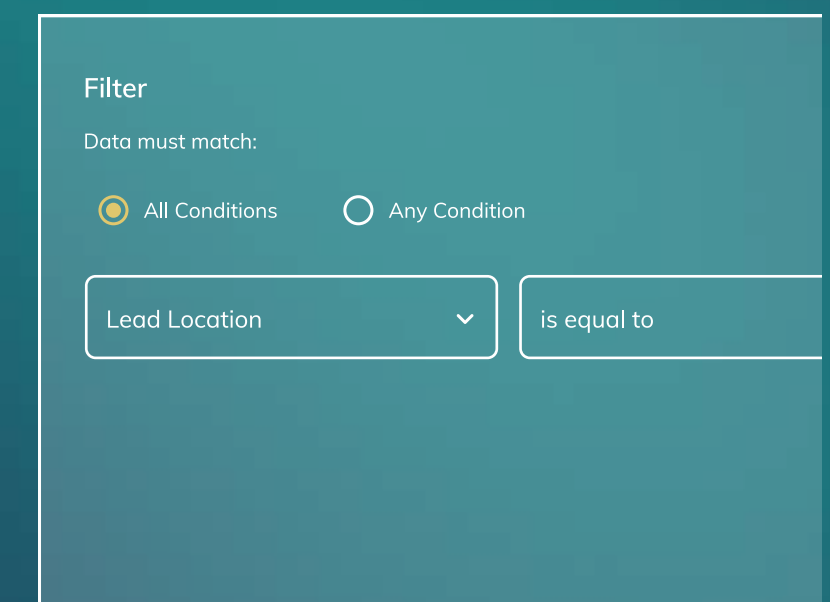 Filter
Data must match:
All Conditions Any Condition
Lead Location is equal to